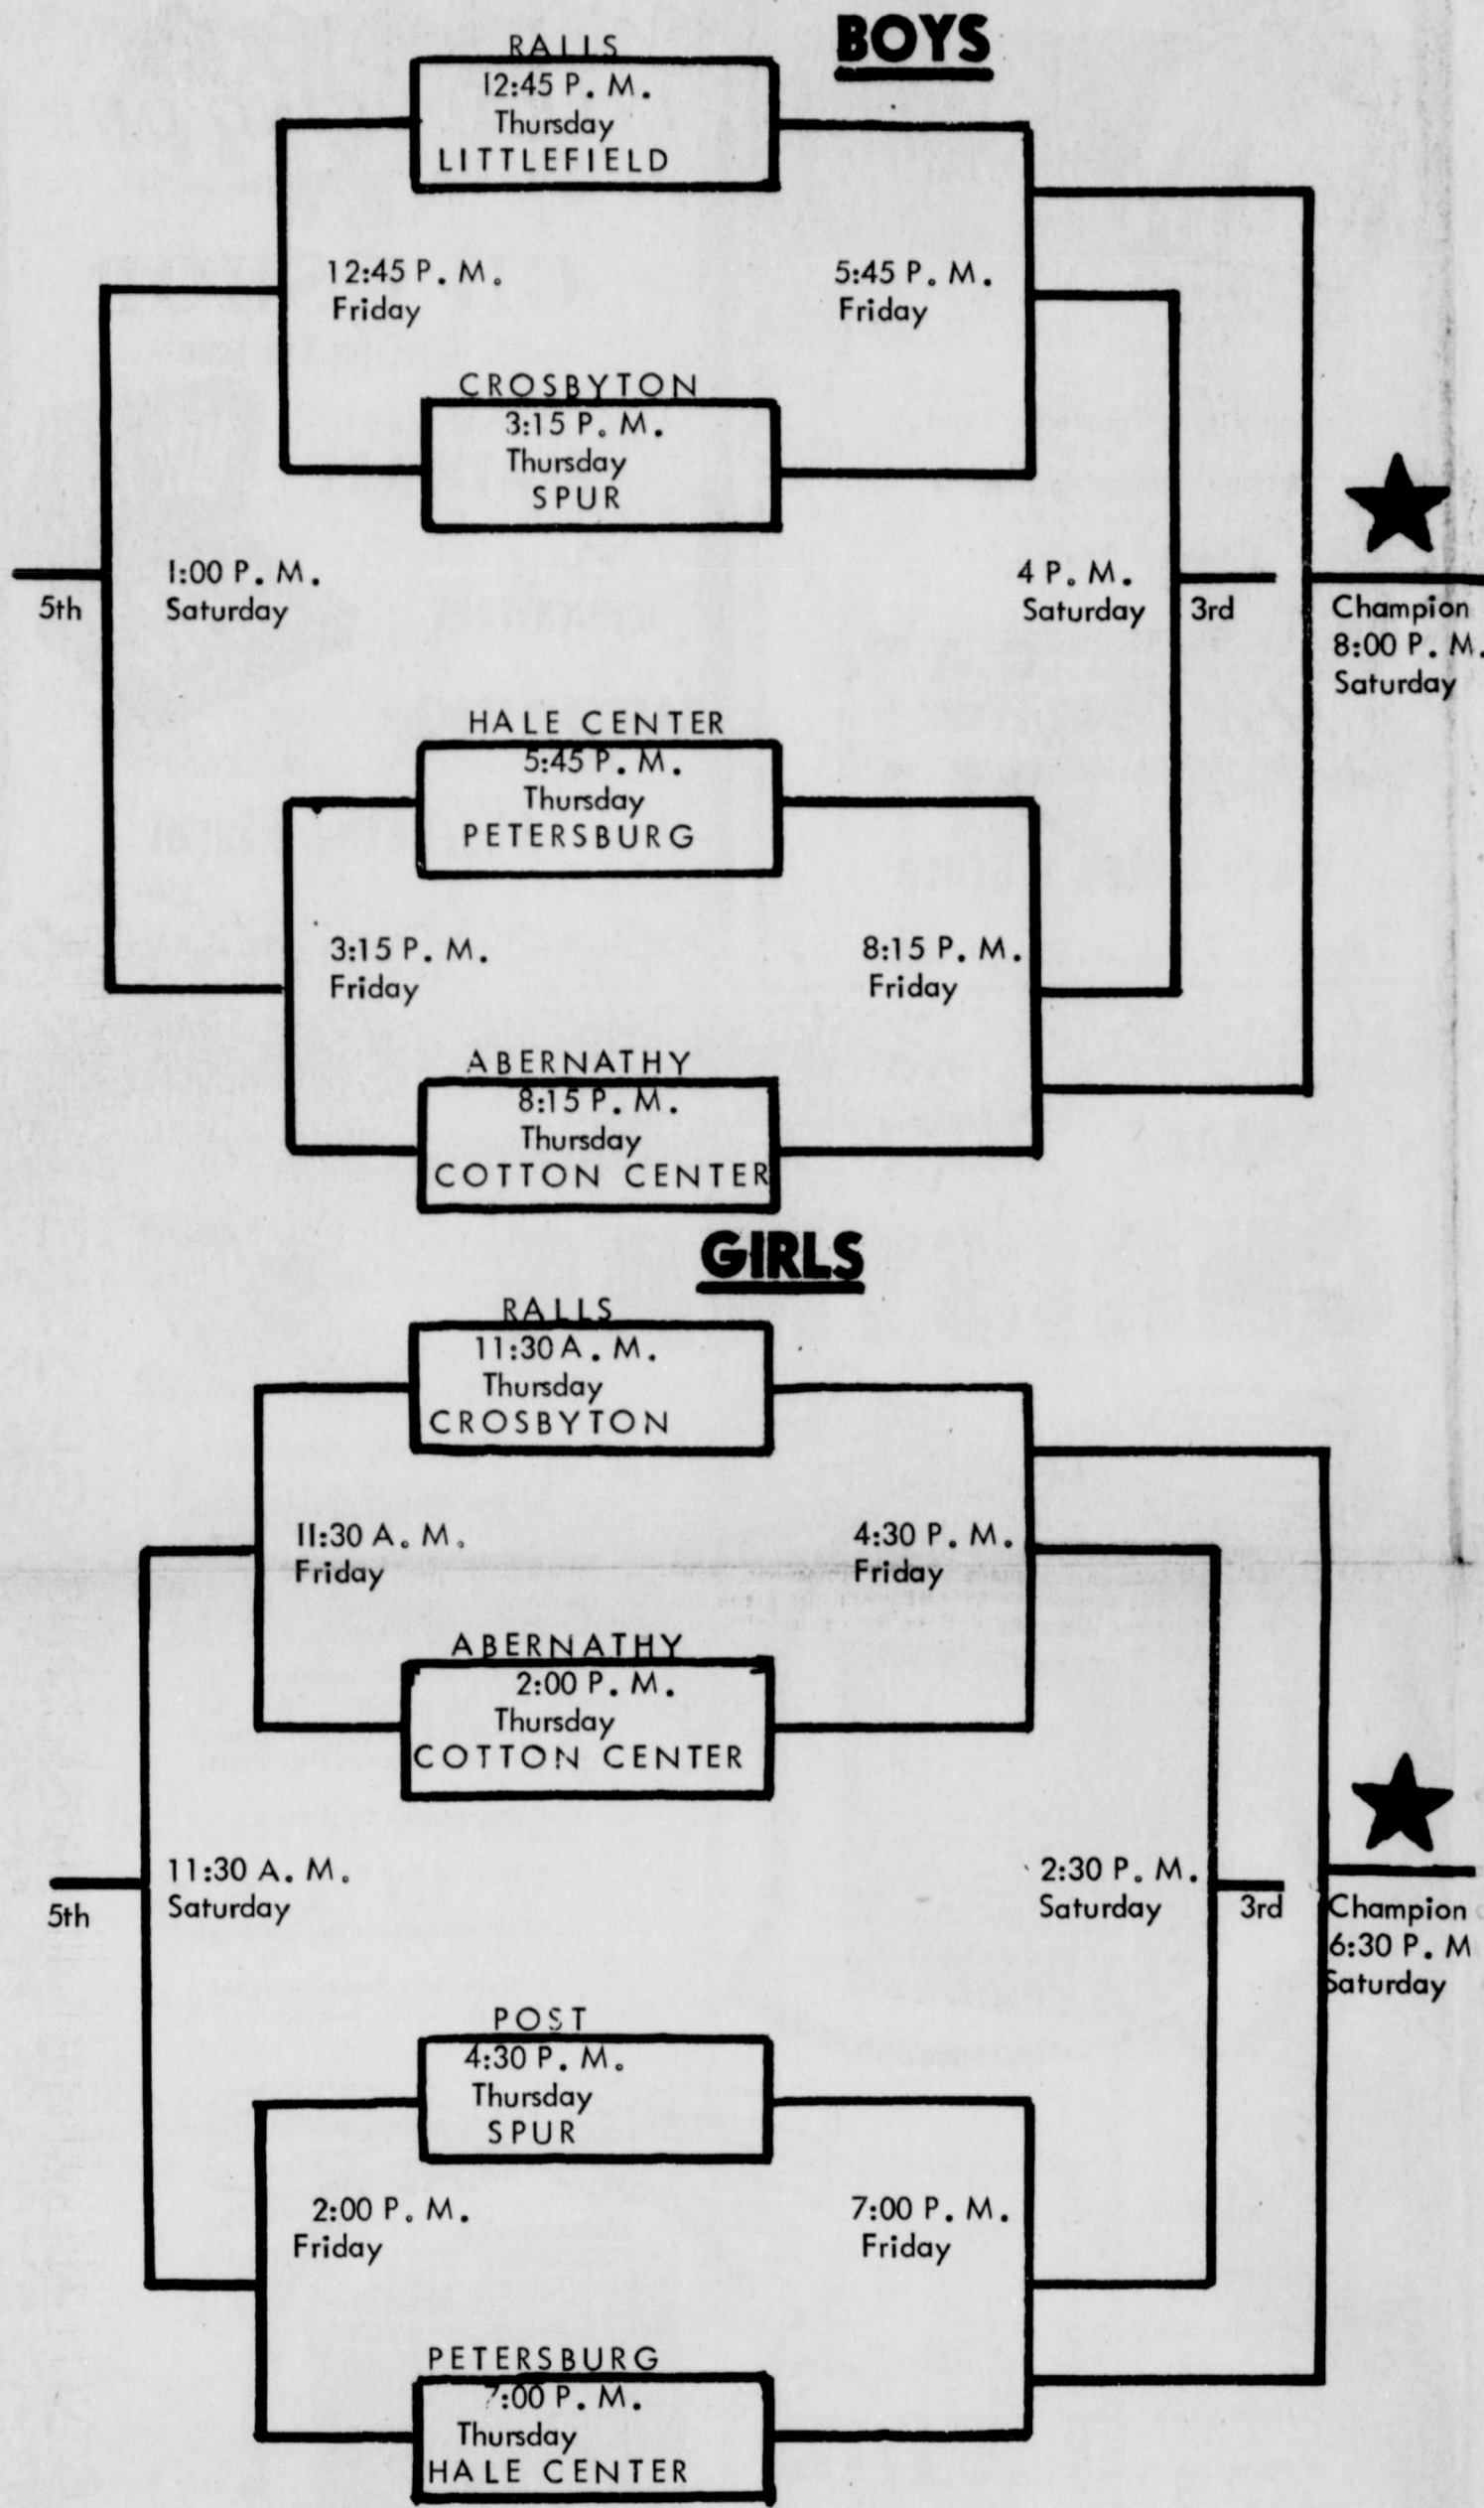 BOYS
RALLS
12:45 P. M.
Thursday
LITTLEFIELD
12:45 P. M.
Friday
5:45 P. M.
Friday
CROSBYTON
3:15 P. M.
Thursday
SPUR
5th
1:00 P. M.
Saturday
4 P. M.
Saturday
3rd
Champion
8:00 P. M.
Saturday
HALE CENTER
5:45 P. M.
Thursday
PETERSBURG
3:15 P. M.
Friday
8:15 P. M.
Friday
ABERNATHY
8:15 P. M.
Thursday
COTTON CENTER
GIRLS
RALLS
11:30 A. M.
Thursday
CROSBYTON
11:30 A. M.
Friday
4:30 P. M.
Friday
ABERNATHY
2:00 P. M.
Thursday
COTTON CENTER
5th
11:30 A. M.
Saturday
2:30 P. M.
Saturday
3rd
Champion
6:30 P. M
Saturday
POST
4:30 P. M.
Thursday
SPUR
2:00 P. M.
Friday
7:00 P. M.
Friday
PETERSBURG
7:00 P. M.
Thursday
HALE CENTER